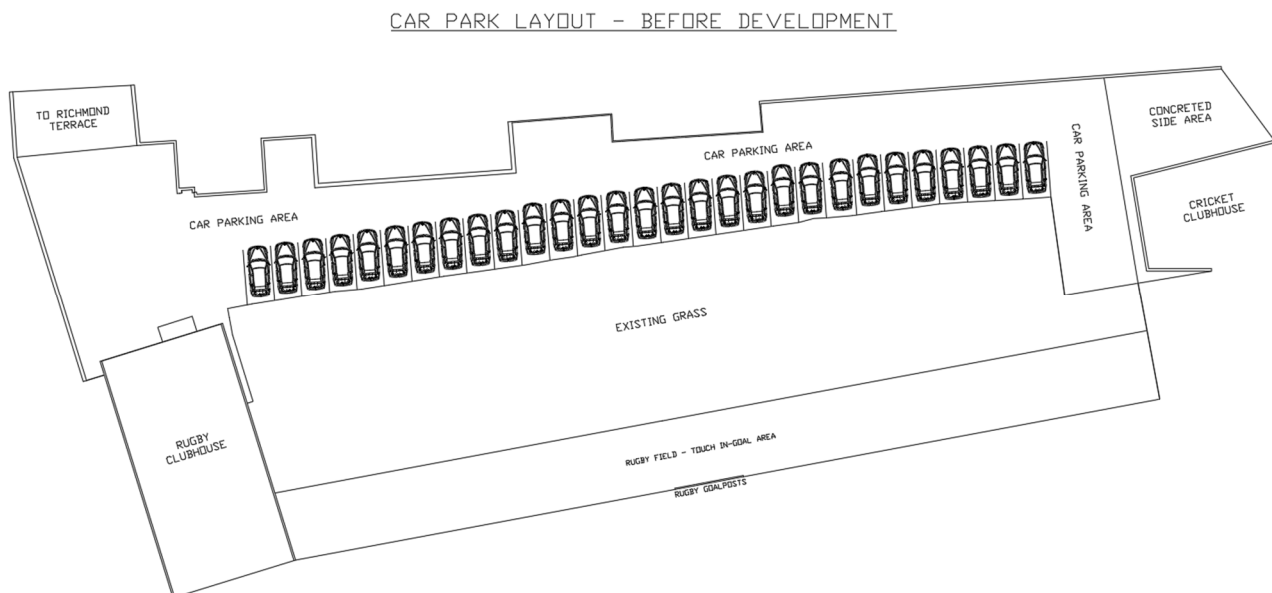 CAR PARK LAYOUT - BEFORE DEVELOPMENT
TO RICHMOND
TERRACE
CONCRETED
SIDE AREA
CAR PARKING AREA
CAR PARKING AREA
CAR PARKING AREA
CRICKET
CLUBHOUSE
EXISTING GRASS
RUGBY
CLUBHOUSE
RUGBY FIELD - TOUCH IN-GOAL AREA
RUGBY GOALPOSTS